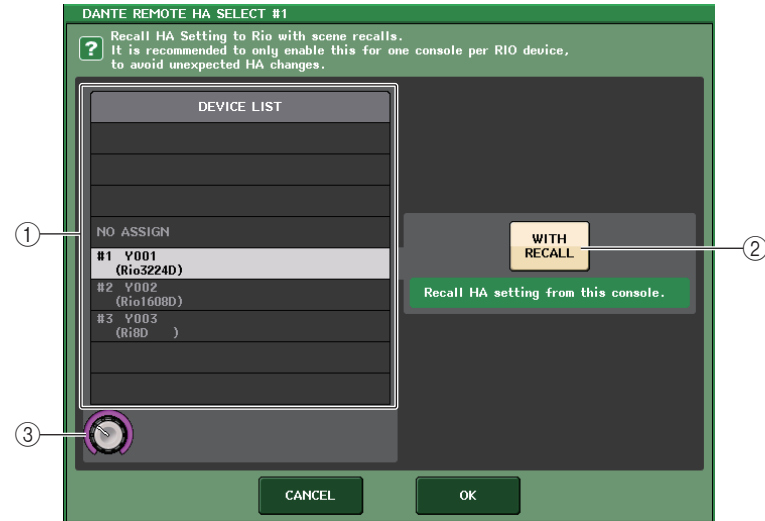 DANTE REMOTE HA SELECT #1
? Recall HA Setting to Rio with scene recalls.
It is recommended to only enable this for one console per RIO device,
to avoid unexpected HA changes.
DEVICE LIST
NO ASSIGN
#1 Y001
(Rio3224D)
#2 Y002
(Rio1608D)
#3 Y003
(Ri8D )
WITH
RECALL
Recall HA setting from this console.
CANCEL
OK
①
②
③